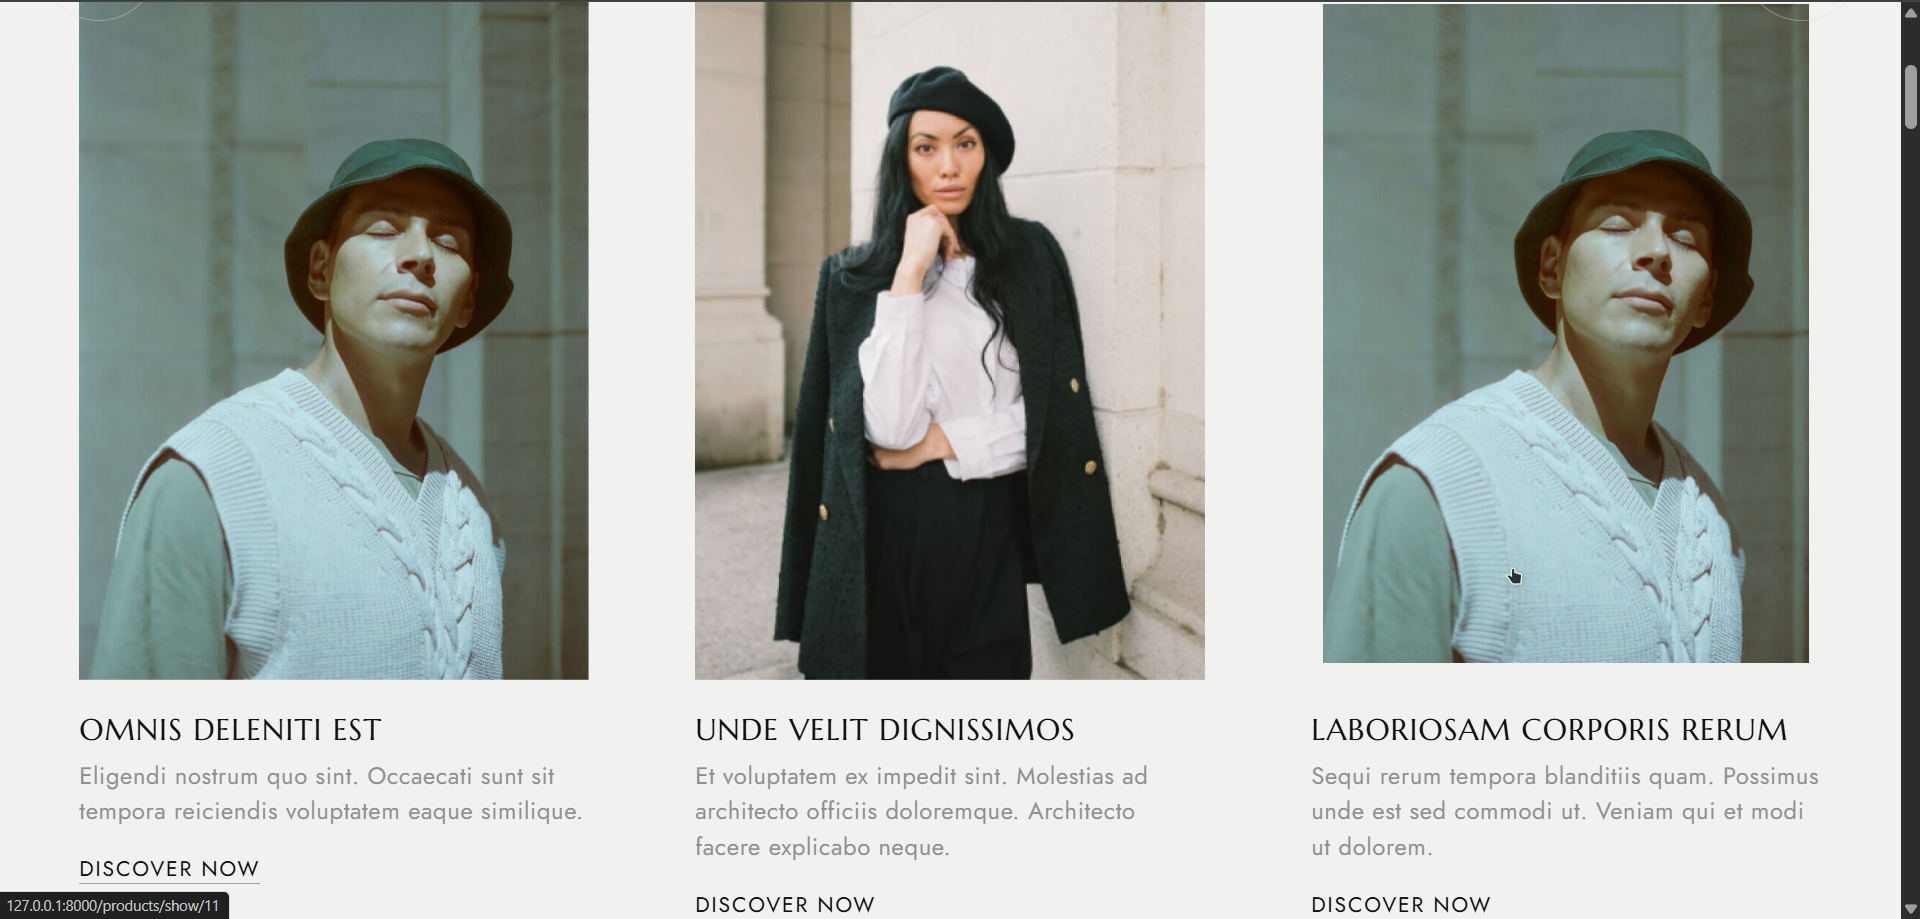 OMNIS DELENITI EST
Eligendi nostrum quo sint. Occaecati sunt sit
tempora reiciendis voluptatem eaque similique.
DISCOVER NOW
UNDE VELIT DIGNISSIMOS
Et voluptatem ex impedit sint. Molestias ad
architecto officiis doloremque. Architecto
facere explicabo neque.
DISCOVER NOW
LABORIOSAM CORPORIS RERUM
Sequi rerum tempora blanditiis quam. Possimus
unde est sed commodi ut. Veniam qui et modi
ut dolorem.
DISCOVER NOW
127.0.0.1:8000/products/show/11